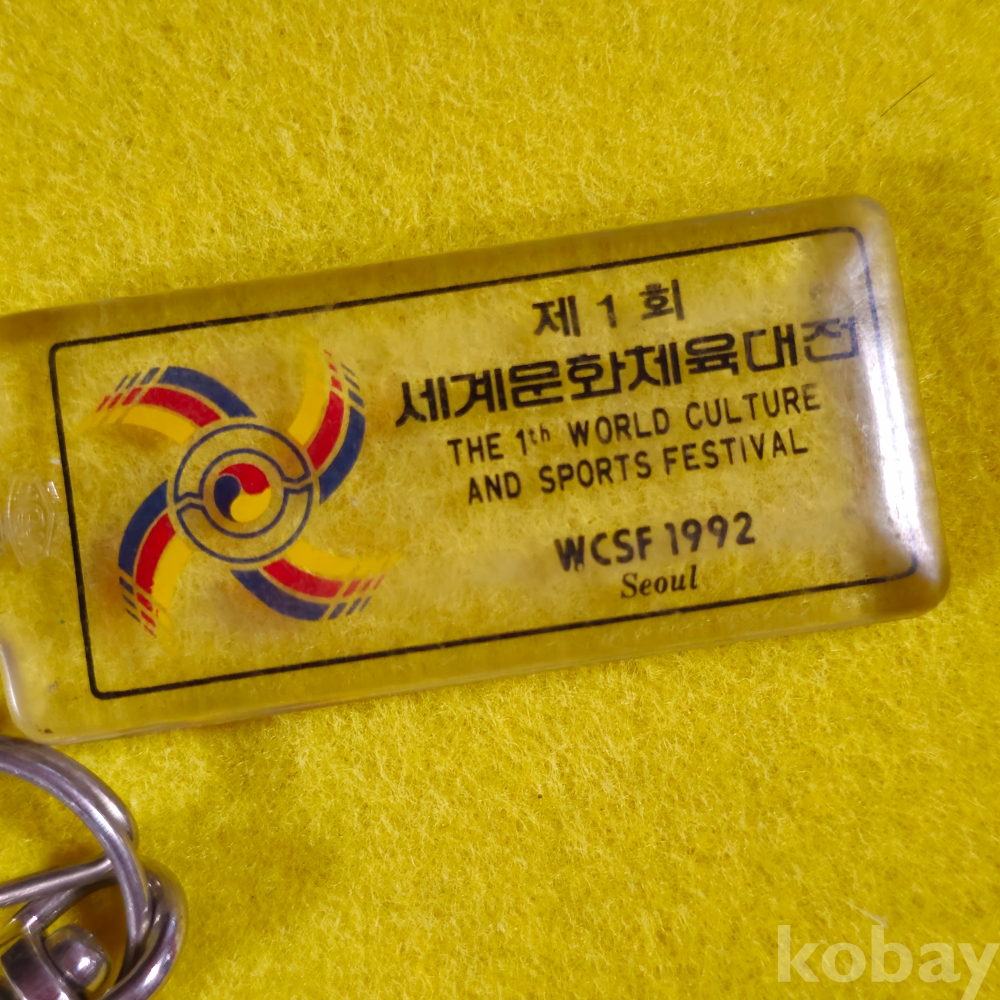 제 1 회
세계문화체육대전
THE 1th WORLD CULTURE
AND SPORTS FESTIVAL
WCSF 1992
Seoul
kobay